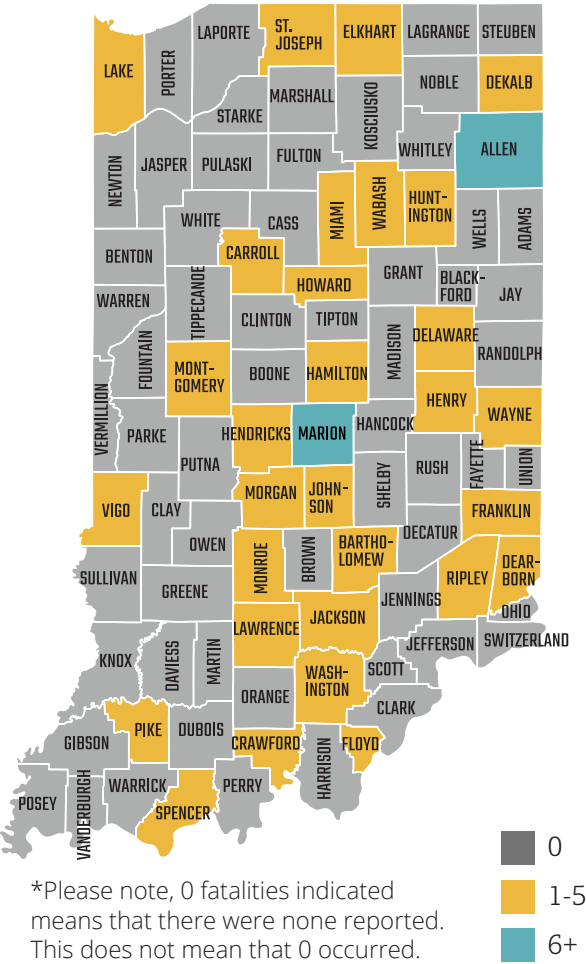 LAPORTE
ST.
JOSEPH
ELKHART
LAGRANGE
STEUBEN
LAKE
PORTER
NOBLE
DEKALB
STARKE
MARSHALL
KOSCIUSKO
WHITLEY
ALLEN
NEWTON
JASPER
PULASKI
FULTON
WHITE
CASS
MIAMI
WABASH
HUNT-
INGTON
WELLS
ADAMS
BENTON
CARROLL
HOWARD
GRANT
BLACK-
FORD
JAY
WARREN
TIPPECANOE
CLINTON
TIPTON
MADISON
DELAWARE
RANDOLPH
FOUNTAIN
MONT-
GOMERY
BOONE
HAMILTON
HENRY
WAYNE
VERMILLION
PARKE
PUTNA
HENDRICKS
MARION
HANCOCK
SHELBY
RUSH
FAYETTE
UNION
VIGO
CLAY
MORGAN
JOHN-
SON
FRANKLIN
OWEN
MONROE
BROWN
BARTHO-
LOMEW
DECATUR
DEAR-
BORN
SULLIVAN
GREENE
JENNINGS
RIPLEY
OHIO
LAWRENCE
JACKSON
JEFFERSON
SWITZERLAND
KNOX
DAVIESS
MARTIN
ORANGE
WASH-
INGTON
SCOTT
CLARK
GIBSON
PIKE
DUBOIS
CRAWFORD
HARRISON
FLOYD
POSEY
VANDERBURGH
WARRICK
SPENCER
PERRY
0
1-5
6+
*Please note, 0 fatalities indicated
means that there were none reported.
This does not mean that 0 occurred.